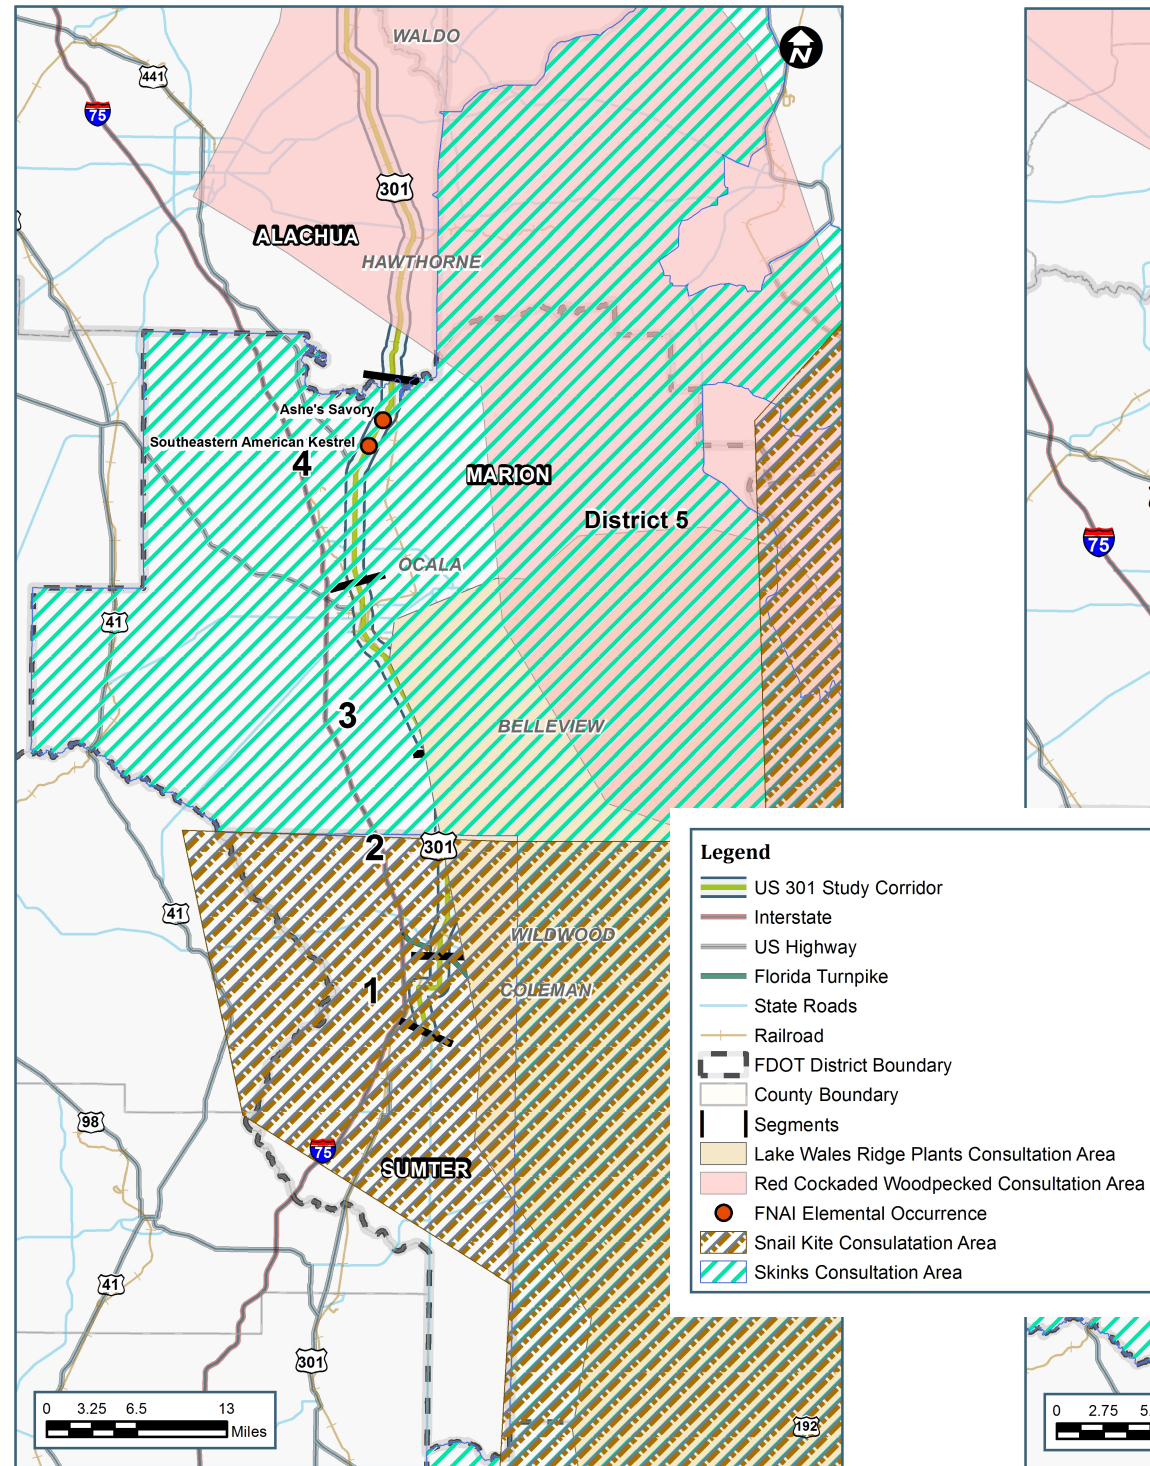 WALDO
N
441
75
301
ALACHUA
HAWTHORNE
Ashe's Savory
Southeastern American Kestrel
4
MARION
District 5
75
OCALA
41
3
BELLEVIEW
2
301
41
WILDWOOD
1
COLEMAN
98
75
SUMTER
41
301
192
0 3.25 6.5 13
Miles
Legend
US 301 Study Corridor
Interstate
US Highway
Florida Turnpike
State Roads
Railroad
FDOT District Boundary
County Boundary
Segments
Lake Wales Ridge Plants Consultation Area
Red Cockaded Woodpecked Consultation Area
FNAI Elemental Occurrence
Snail Kite Consulatation Area
Skinks Consultation Area
0 2.75